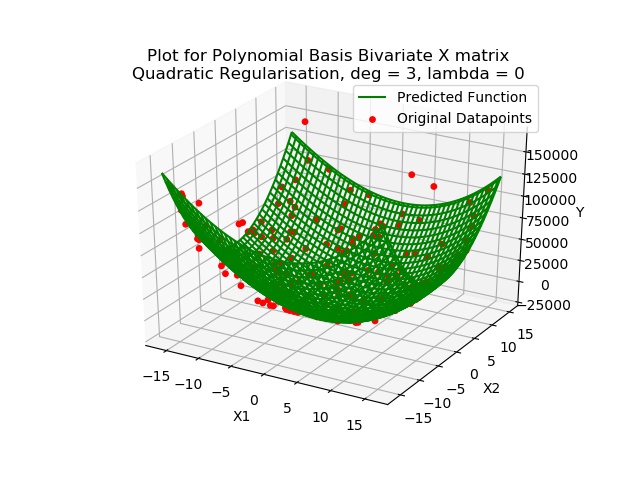 Plot for Polynomial Basis Bivariate X matrix
Quadratic Regularisation, deg = 3, lambda = 0
Predicted Function
Original Datapoints
150000
125000
100000
75000
50000
25000
0
−25000
Y
−15 −10 −5 0 5 10 15
X1
−15 −10 −5 0 5 10 15
X2